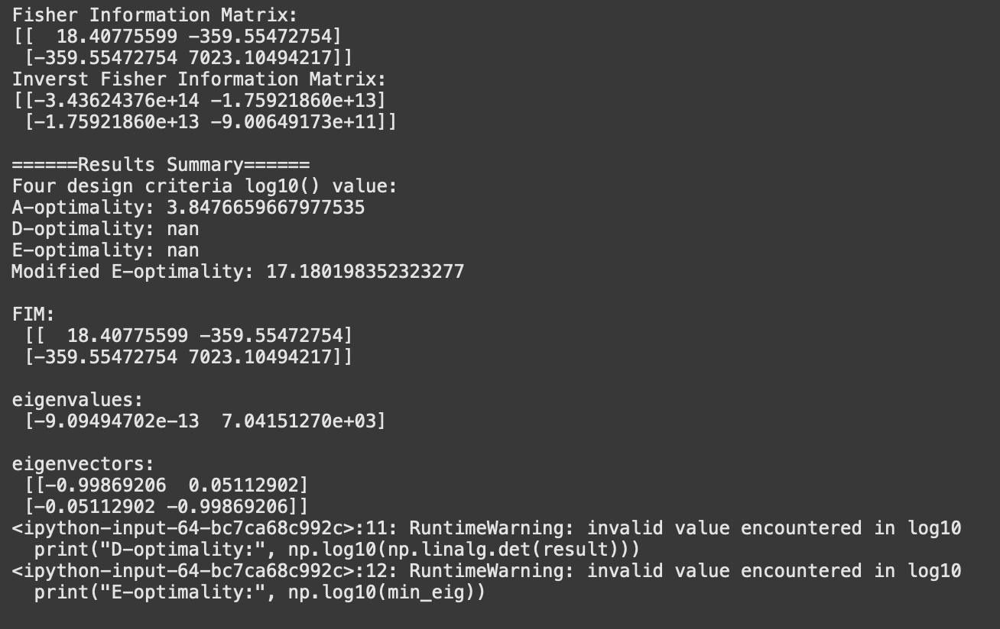 Fisher Information Matrix:
[[  18.40775599 -359.55472754]
 [-359.55472754 7023.10494217]]
Inverst Fisher Information Matrix:
[[-3.43624376e+14 -1.75921860e+13]
 [-1.75921860e+13 -9.00649173e+11]]
======Results Summary======
Four design criteria log10() value:
A-optimality: 3.8476659667977535
D-optimality: nan
E-optimality: nan
Modified E-optimality: 17.180198352323277
FIM:
 [[  18.40775599 -359.55472754]
 [-359.55472754 7023.10494217]]
eigenvalues:
 [-9.09494702e-13  7.04151270e+03]
eigenvectors:
 [[-0.99869206  0.05112902]
 [-0.05112902 -0.99869206]]
<ipython-input-64-bc7ca68c992c>:11: RuntimeWarning: invalid value encountered in log10
  print("D-optimality:", np.log10(np.linalg.det(result)))
<ipython-input-64-bc7ca68c992c>:12: RuntimeWarning: invalid value encountered in log10
  print("E-optimality:", np.log10(min_eig))